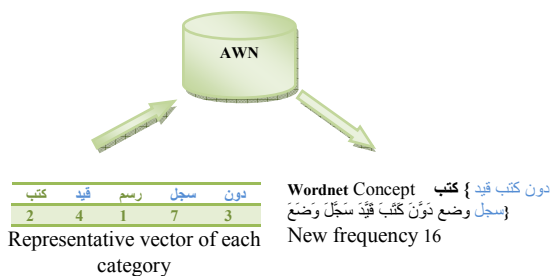 AWN
كتب قيد رسم سجل دون
2 4 1 7 3
Representative vector of each
category
Wordnet Concept كتب { دون كتب قيد
سجل وضع دَوَّنَ كَتَبَ قَيَّدَ سَجَّلَ وَضَعَ}
New frequency 16